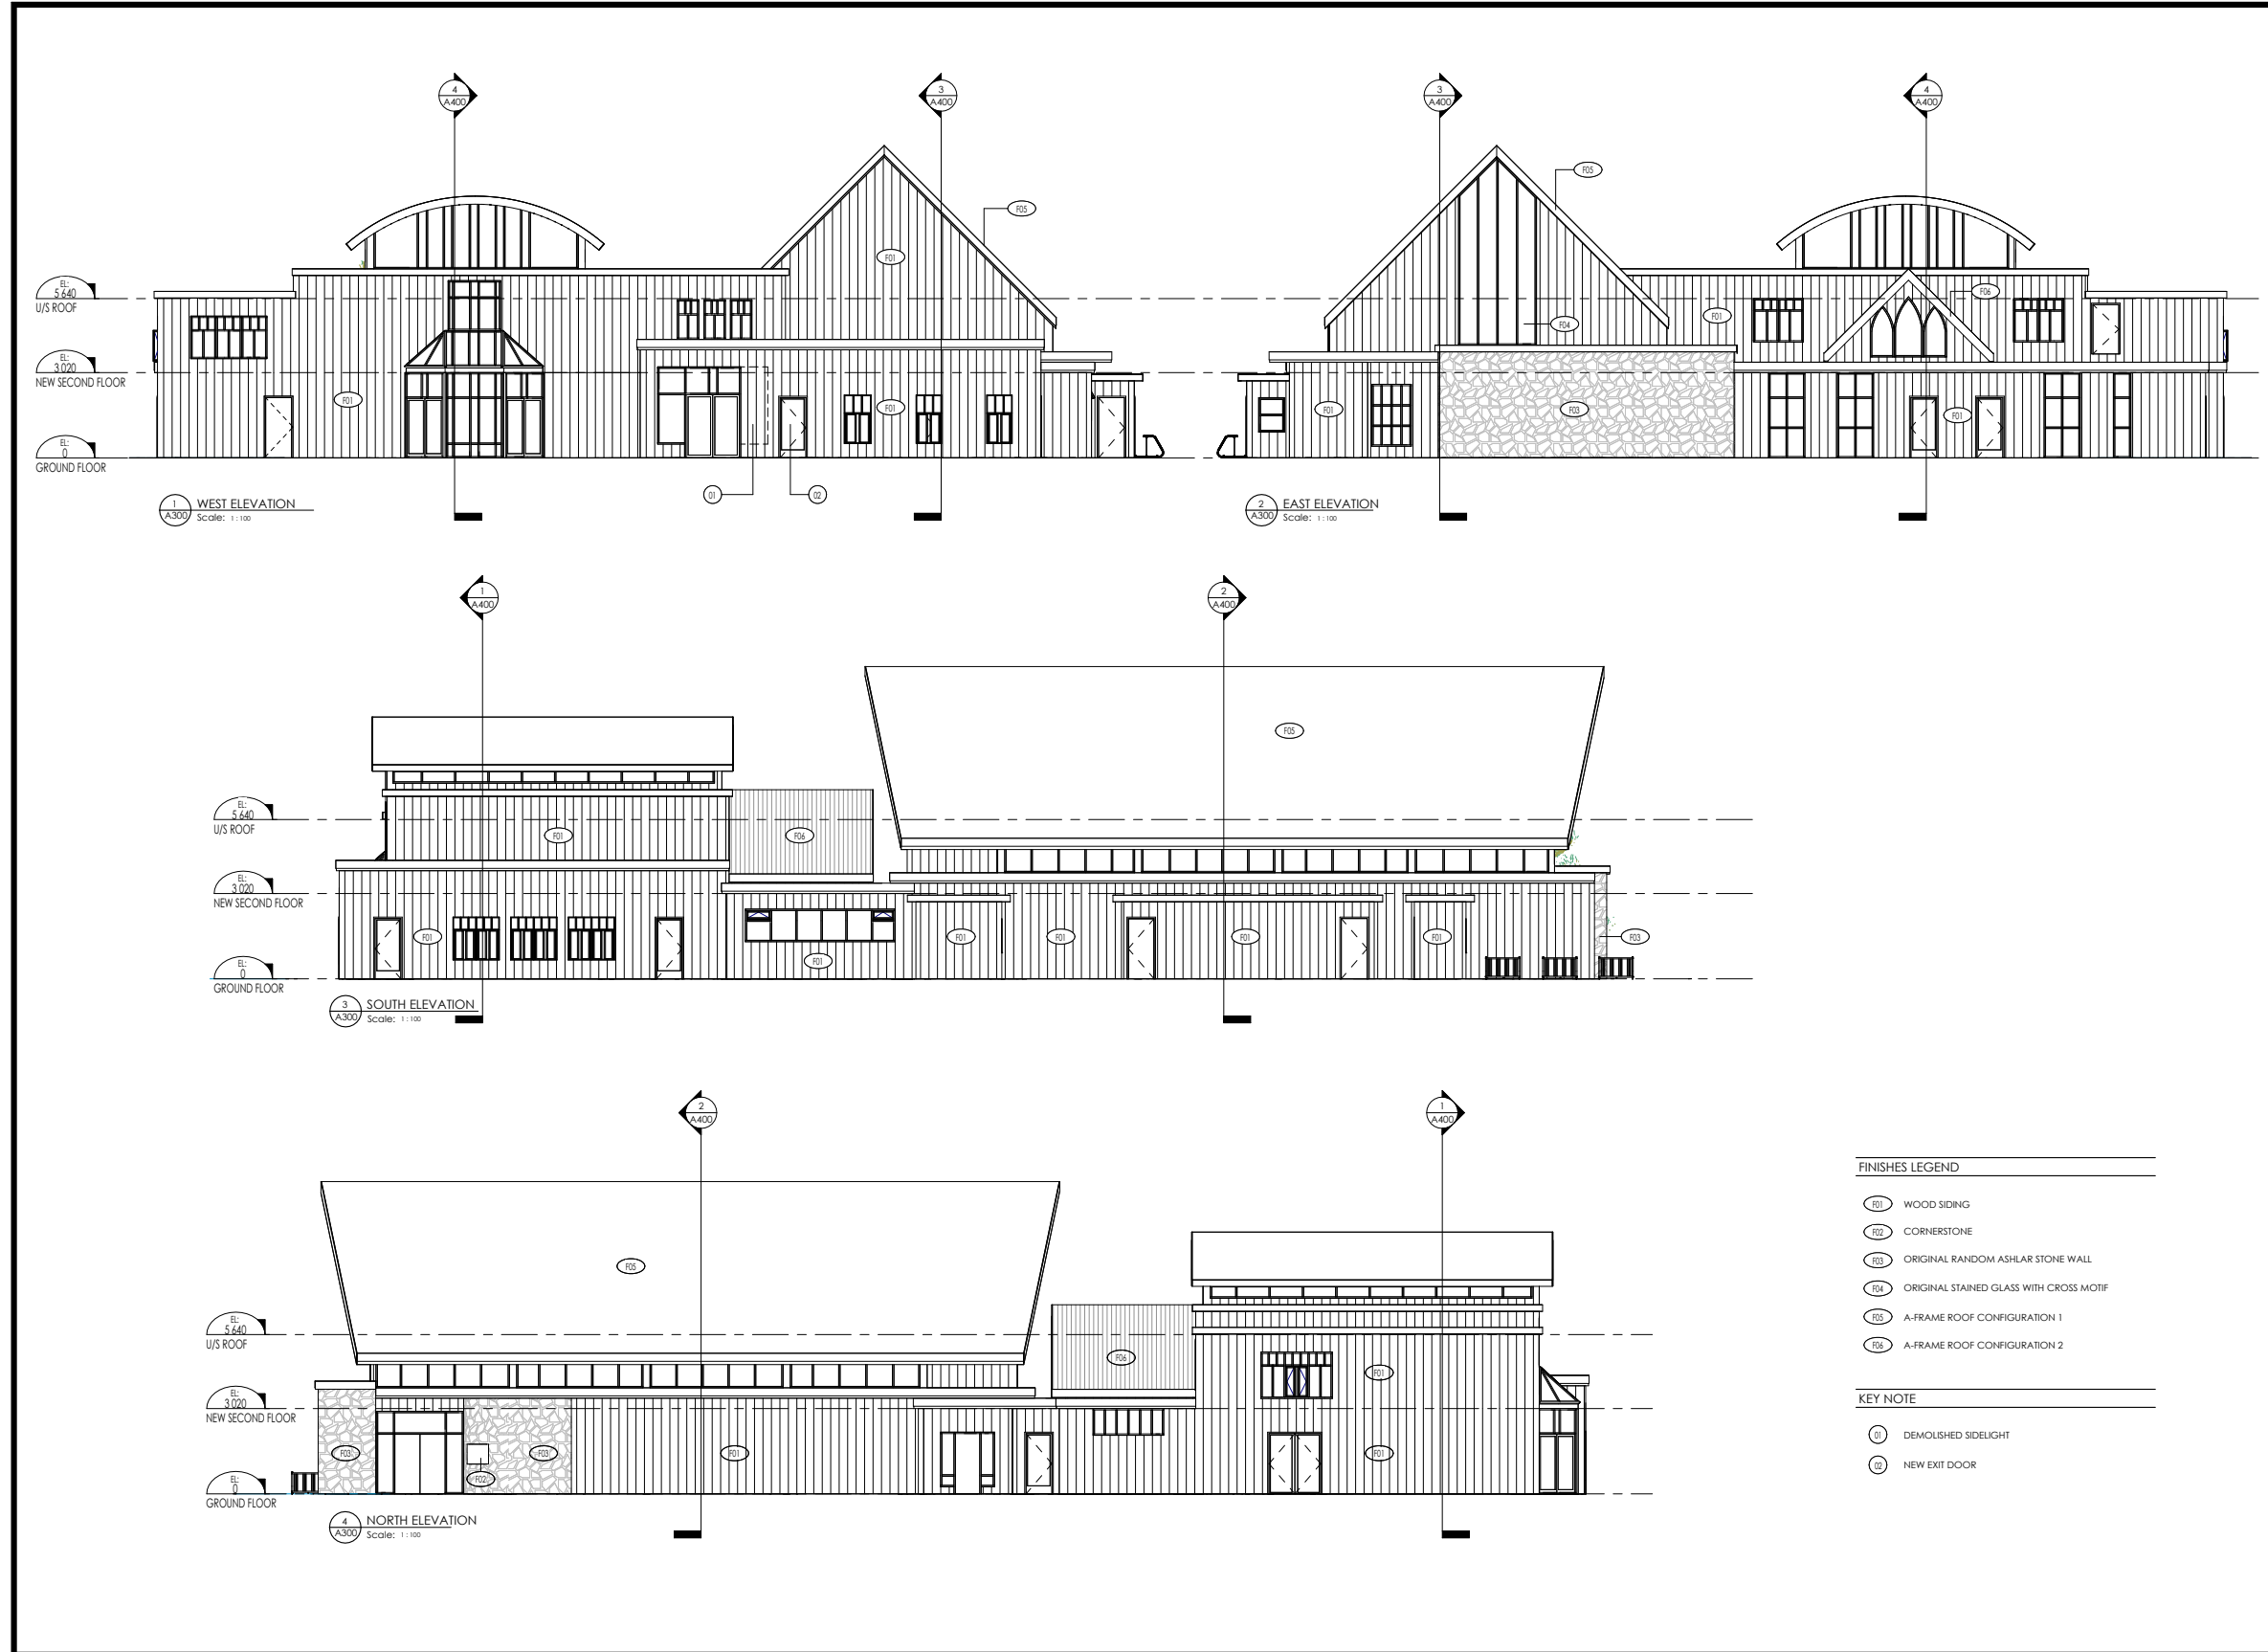 4
A400
3
A400
3
A400
4
A400
F05
F05
F01
EL:
5 640
U/S ROOF
F06
F01
F04
EL:
3 020
NEW SECOND FLOOR
F01
F01
F03
F01
F01
EL:
0
GROUND FLOOR
01
02
1
A300
WEST ELEVATION
Scale: 1 : 100
2
A300
EAST ELEVATION
Scale: 1 : 100
1
A400
2
A400
F05
EL:
5 640
U/S ROOF
F01
F06
EL:
3 020
NEW SECOND FLOOR
F01
F01
F01
F01
F01
F03
F01
EL:
0
GROUND FLOOR
3
A300
SOUTH ELEVATION
Scale: 1 : 100
2
A400
1
A400
F05
EL:
5 640
U/S ROOF
F06
F01
EL:
3 020
NEW SECOND FLOOR
F03
F03
F01
F01
F02
EL:
0
GROUND FLOOR
4
A300
NORTH ELEVATION
Scale: 1 : 100
FINISHES LEGEND
F01 WOOD SIDING
F02 CORNERSTONE
F03 ORIGINAL RANDOM ASHLAR STONE WALL
F04 ORIGINAL STAINED GLASS WITH CROSS MOTIF
F05 A-FRAME ROOF CONFIGURATION 1
F06 A-FRAME ROOF CONFIGURATION 2
KEY NOTE
01 DEMOLISHED SIDELIGHT
02 NEW EXIT DOOR